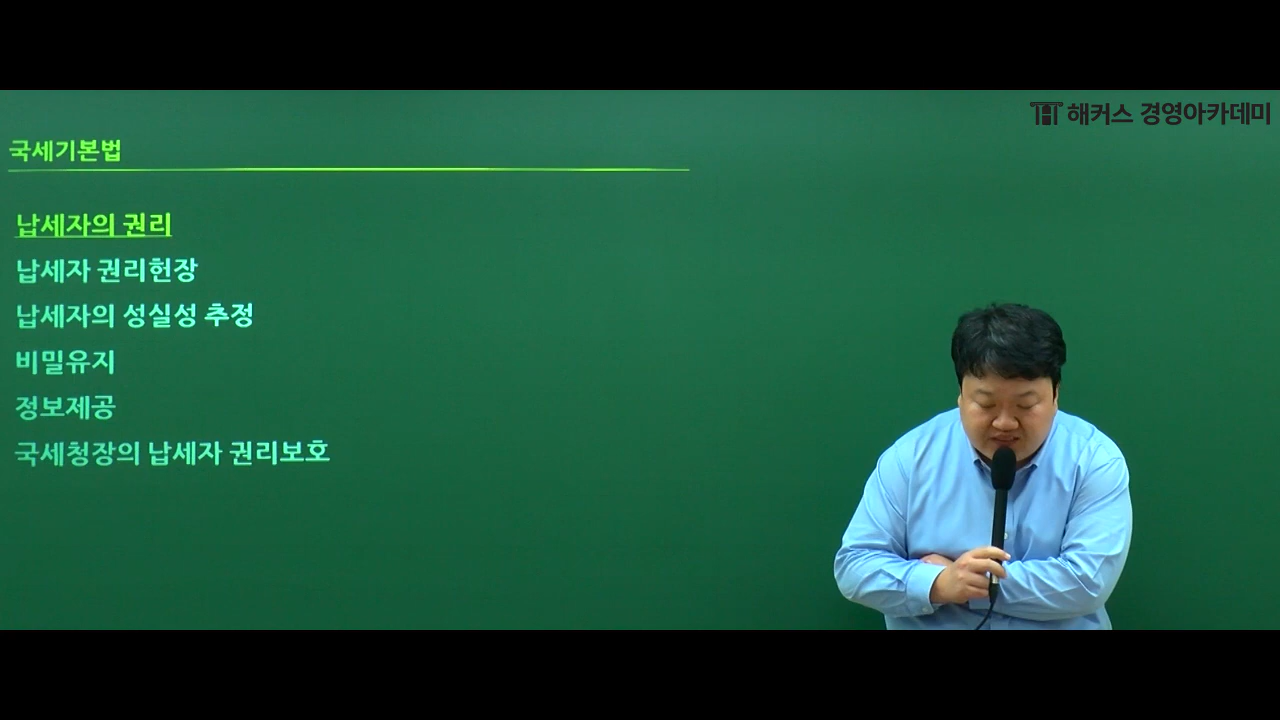 해커스 경영아카데미
국세기본법
납세자의 권리
납세자 권리헌장
납세자의 성실성 추정
비밀유지
정보제공
국세청장의 납세자 권리보호